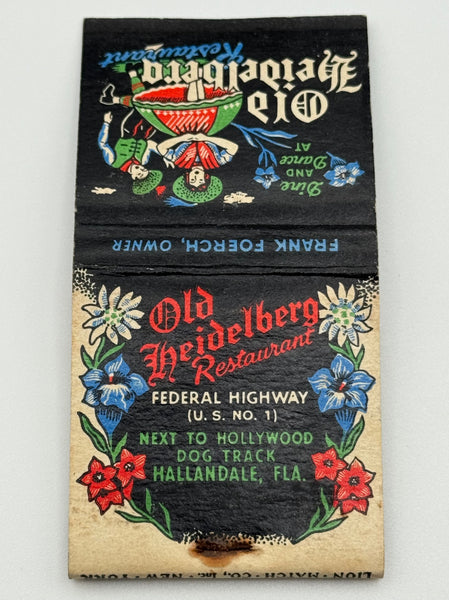 Dine
AND
Dance
AT
Old
Heidelberg
Restaurant
FRANK FOERCH, OWNER
Old
Heidelberg
Restaurant
FEDERAL HIGHWAY
(U. S. NO. 1)
NEXT TO HOLLYWOOD
DOG TRACK
HALLANDALE, FLA.
LION · MATCH · CO., INC. · NEW · YORK